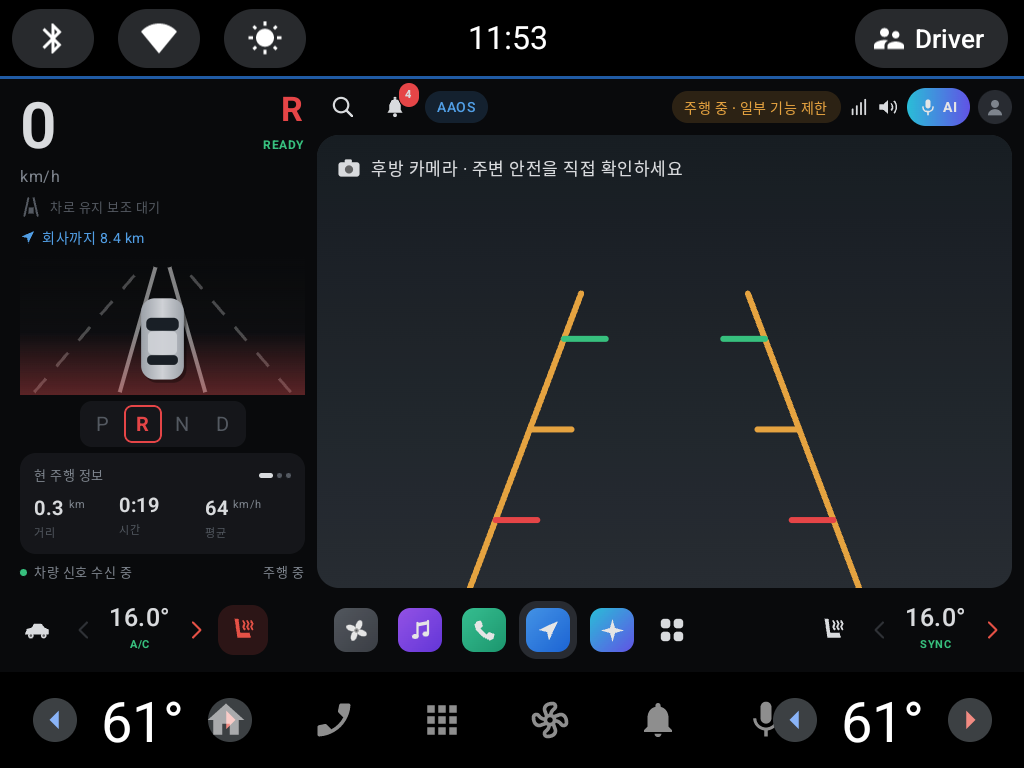 11:53
Driver
0
R
READY
km/h
차로 유지 보조 대기
회사까지 8.4 km
4
AAOS
주행 중 · 일부 기능 제한
AI
후방 카메라 · 주변 안전을 직접 확인하세요
P R N D
현 주행 정보
0.3 km
거리
0:19
시간
64 km/h
평균
차량 신호 수신 중
주행 중
16.0°
A/C
16.0°
SYNC
61°
61°